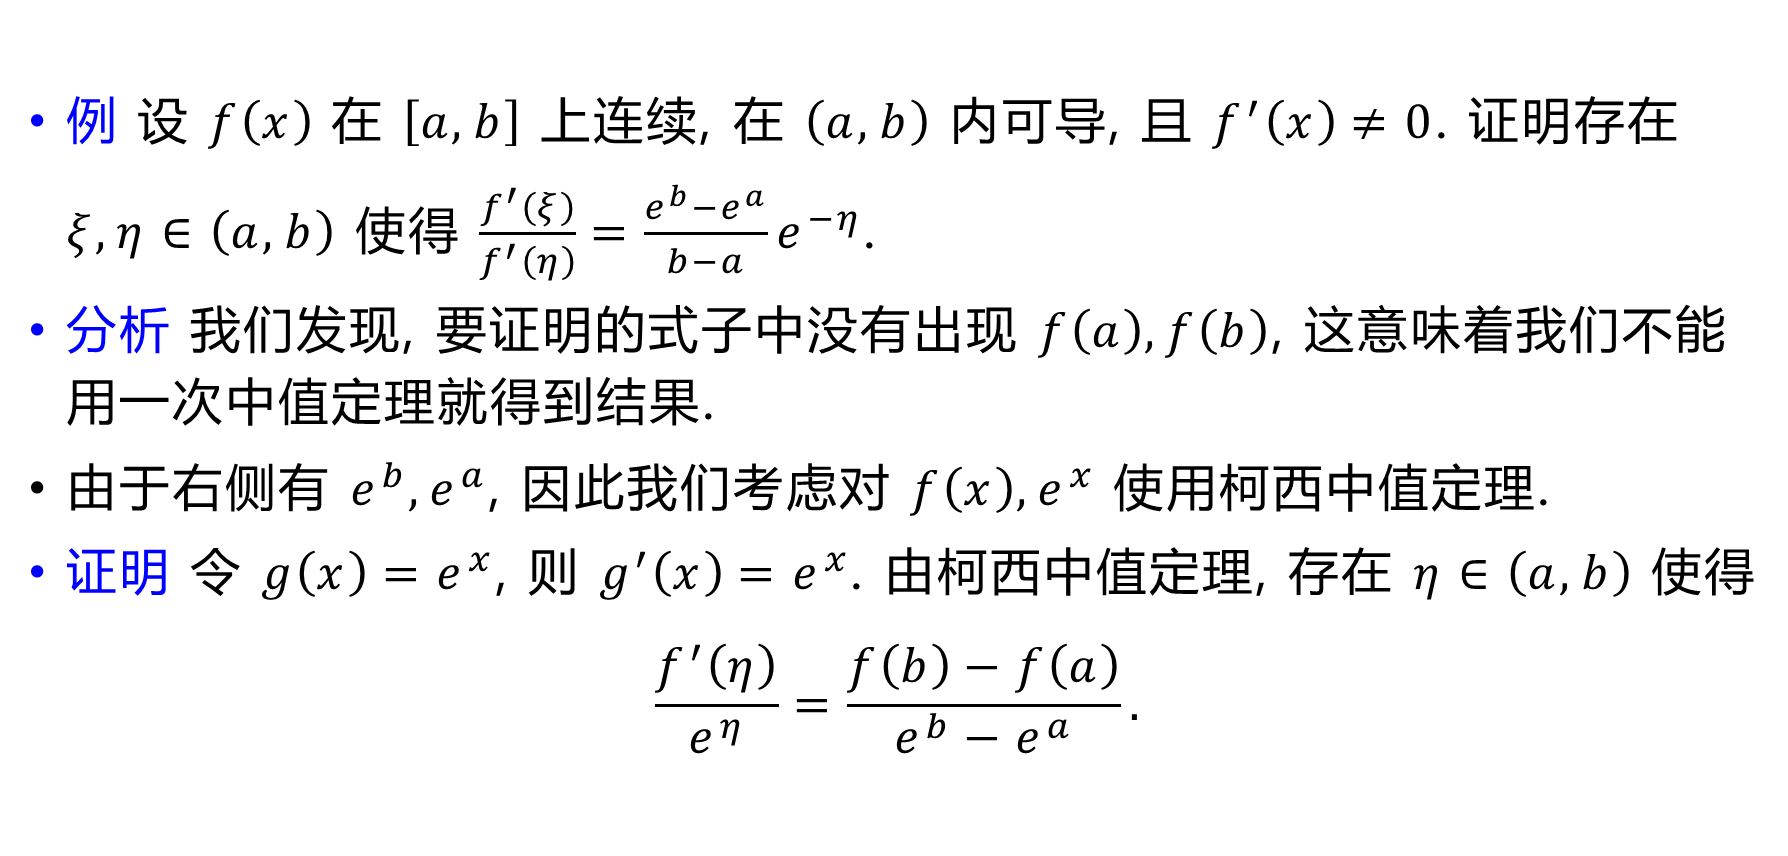 • 例 设 f(x) 在 [a, b] 上连续, 在 (a, b) 内可导, 且 f′(x) ≠ 0. 证明存在
ξ, η ∈ (a, b) 使得 \frac{f′(ξ)}{f′(η)} = \frac{e^b − e^a}{b − a} e^{−η}.
• 分析 我们发现, 要证明的式子中没有出现 f(a), f(b), 这意味着我们不能
用一次中值定理就得到结果.
• 由于右侧有 e^b, e^a, 因此我们考虑对 f(x), e^x 使用柯西中值定理.
• 证明 令 g(x) = e^x, 则 g′(x) = e^x. 由柯西中值定理, 存在 η ∈ (a, b) 使得
\frac{f′(η)}{e^η} = \frac{f(b) − f(a)}{e^b − e^a}.